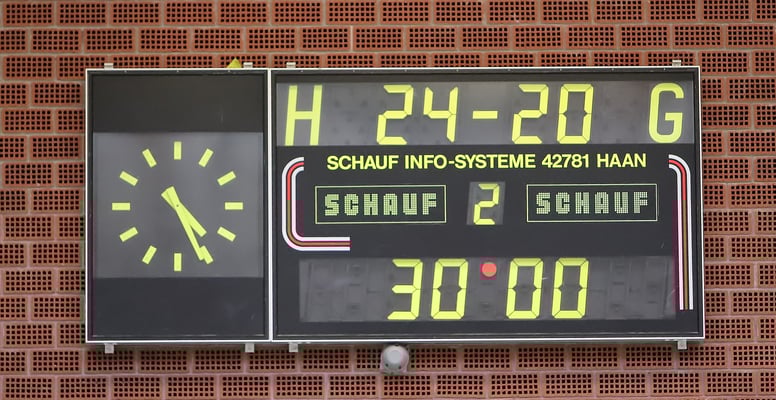 H 24-20 G
SCHAUF INFO-SYSTEME 42781 HAAN
SCHAUF 2 SCHAUF
30:00